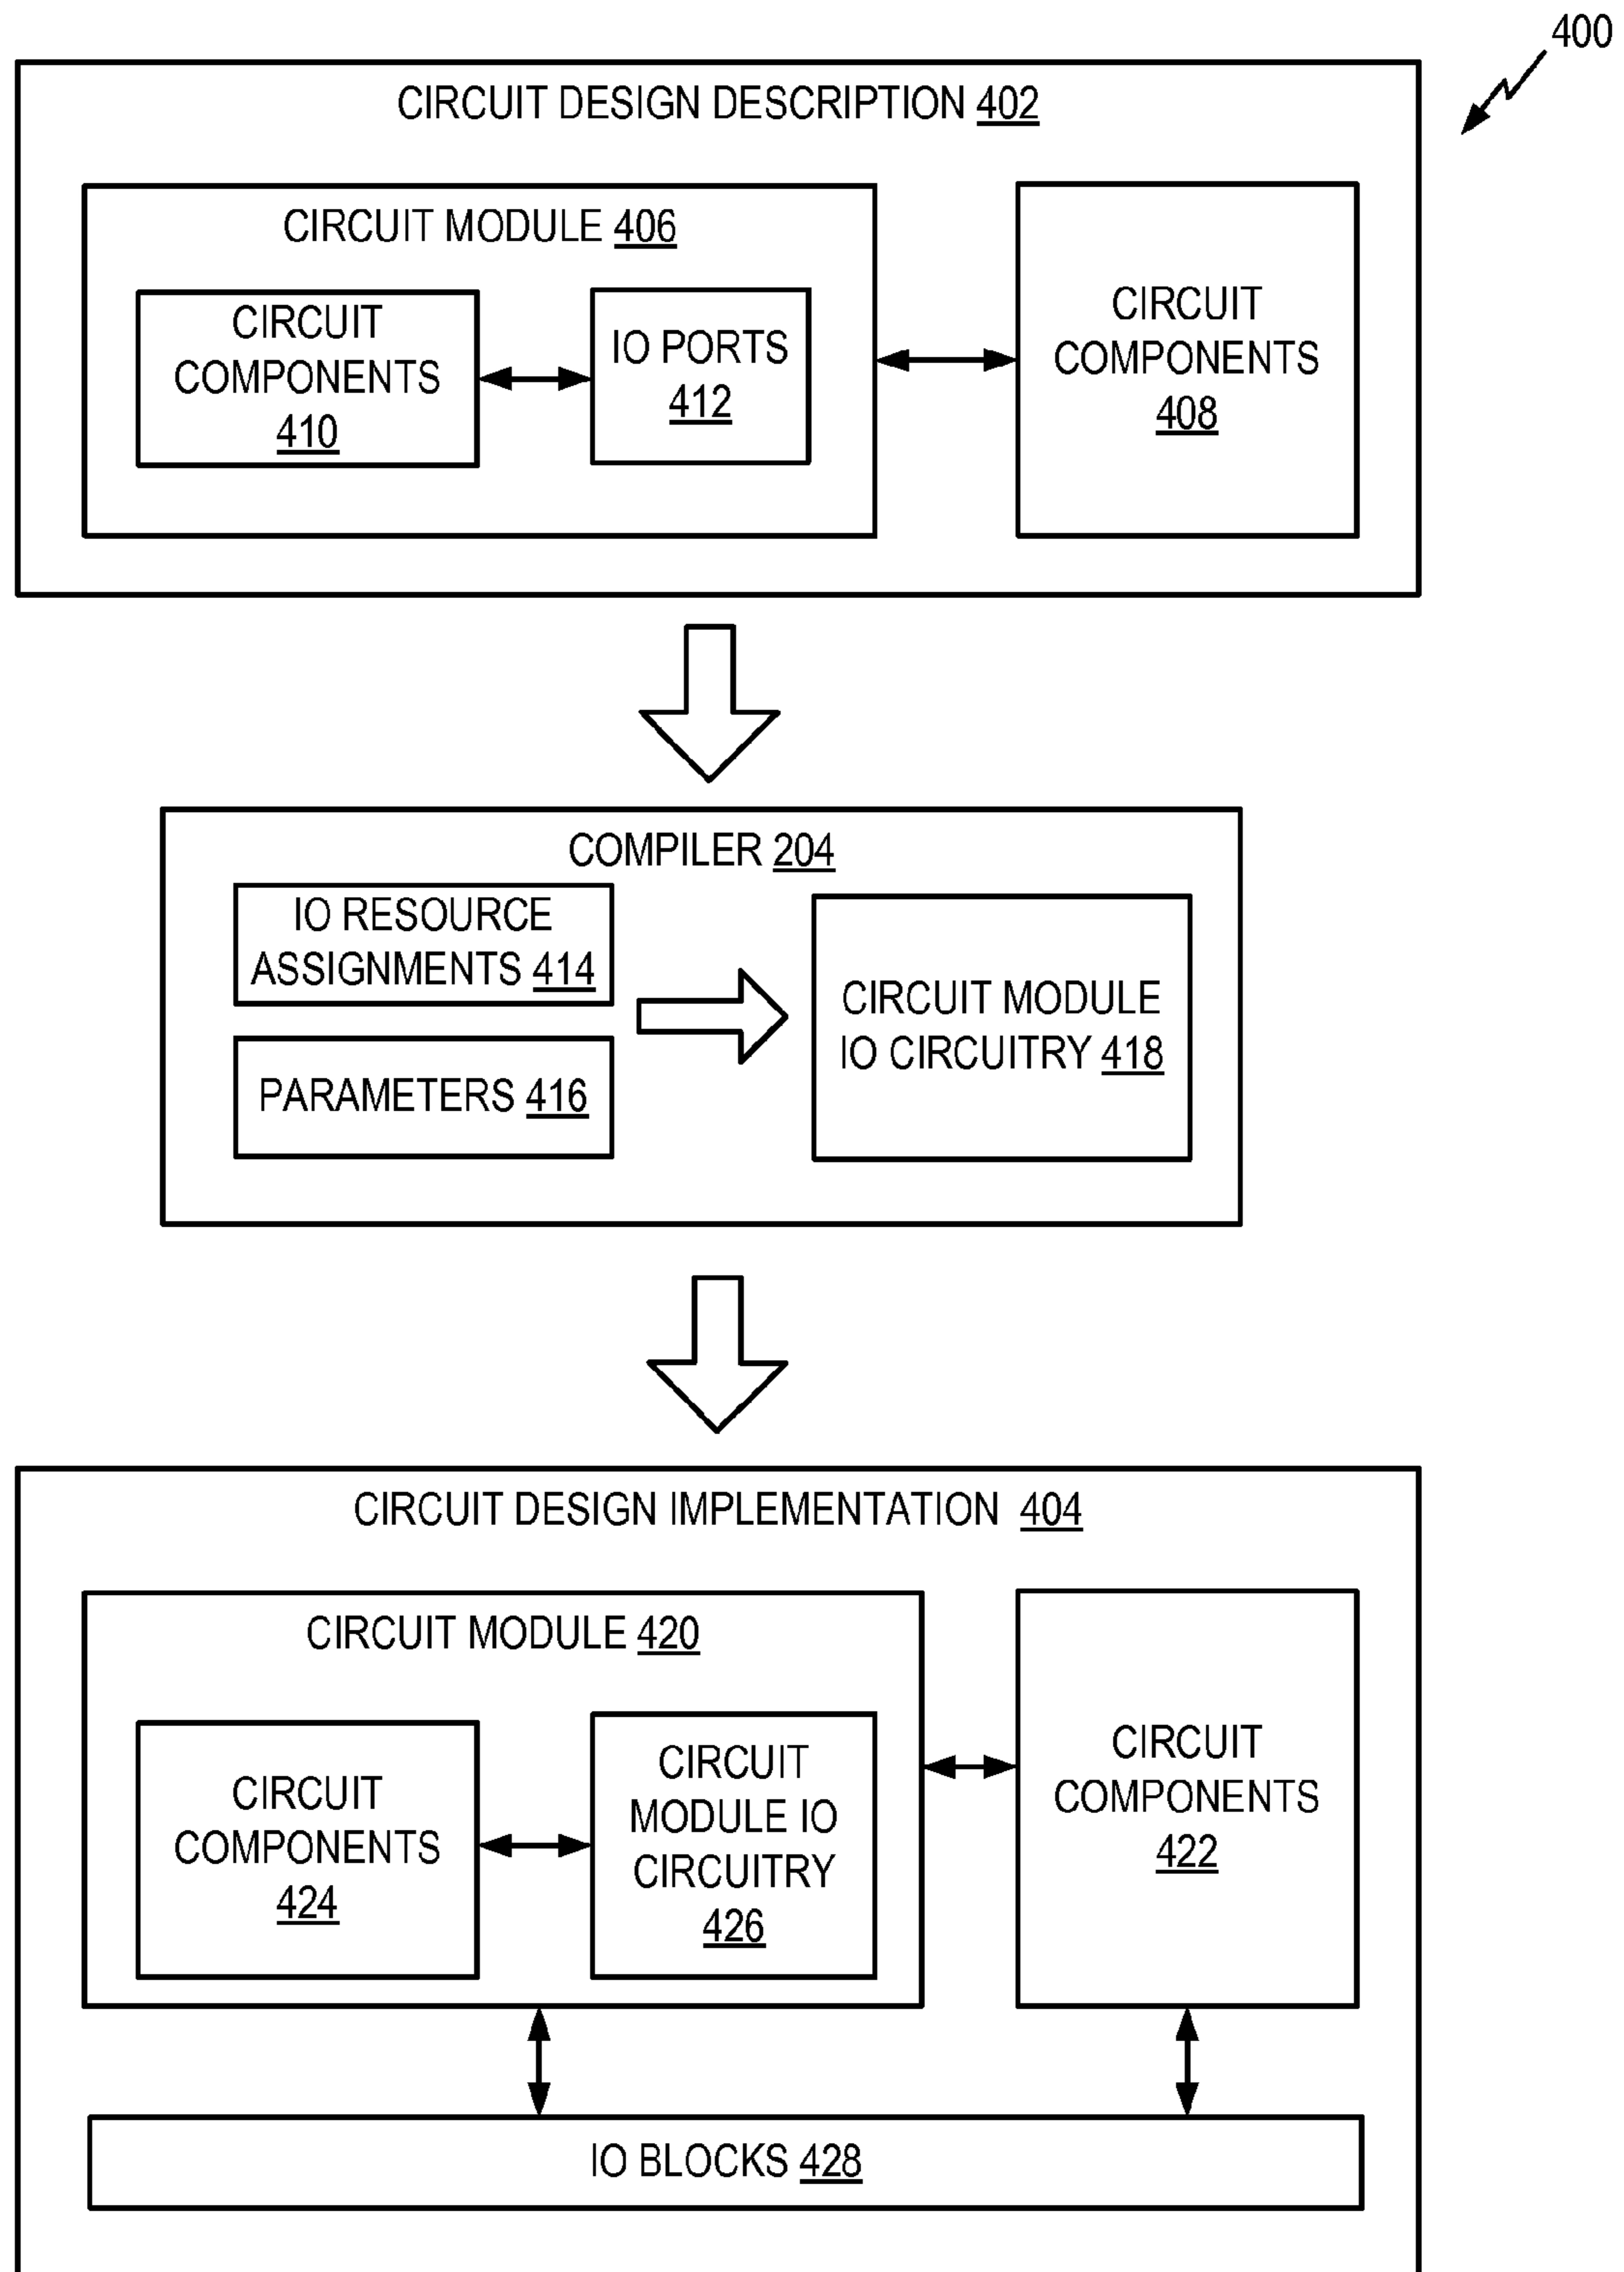 400
CIRCUIT DESIGN DESCRIPTION 402
CIRCUIT MODULE 406
CIRCUIT
COMPONENTS
410
IO PORTS
412
CIRCUIT
COMPONENTS
408
COMPILER 204
IO RESOURCE
ASSIGNMENTS 414
PARAMETERS 416
CIRCUIT MODULE
IO CIRCUITRY 418
CIRCUIT DESIGN IMPLEMENTATION 404
CIRCUIT MODULE 420
CIRCUIT
COMPONENTS
424
CIRCUIT
MODULE IO
CIRCUITRY
426
CIRCUIT
COMPONENTS
422
IO BLOCKS 428